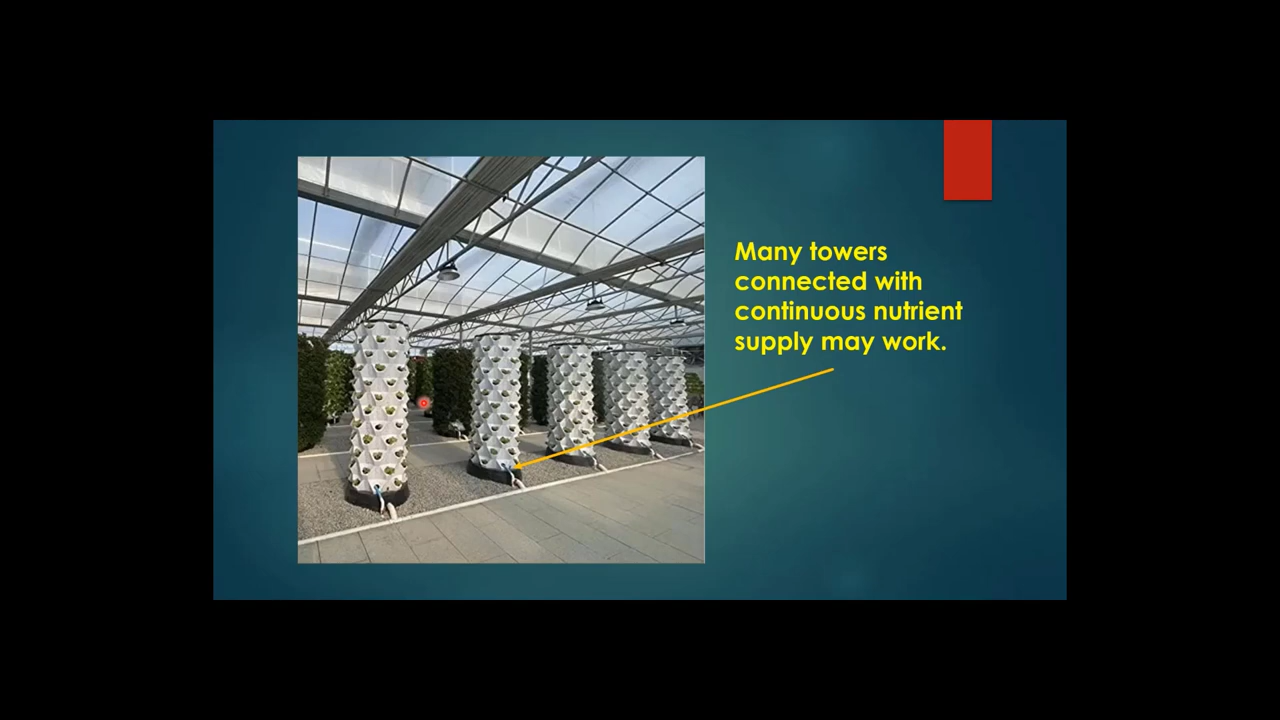 Many towers
connected with
continuous nutrient
supply may work.